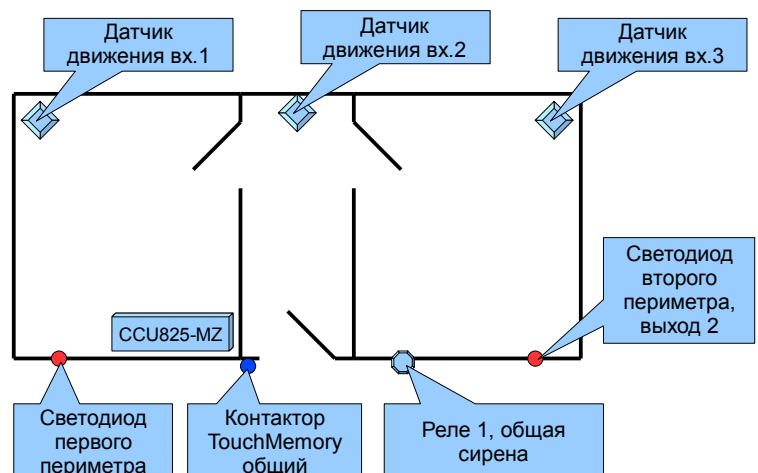 Датчик
движения вх.1
Датчик
движения вх.2
Датчик
движения вх.3
Светодиод
второго
периметра,
выход 2
CCU825-MZ
Светодиод
первого
периметра
Контактор
TouchMemory
общий
Реле 1, общая
сирена